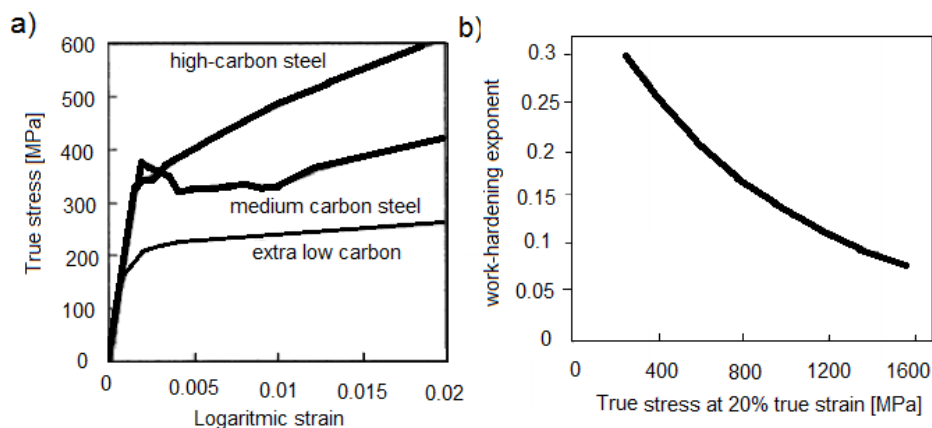 a)
True stress [MPa]
600
500
400
300
200
100
0
high-carbon steel
medium carbon steel
extra low carbon
0 0.005 0.01 0.015 0.02
Logaritmic strain
b)
work-hardening exponent
0.3
0.25
0.2
0.15
0.1
0.05
0
0 400 800 1200 1600
True stress at 20% true strain [MPa]